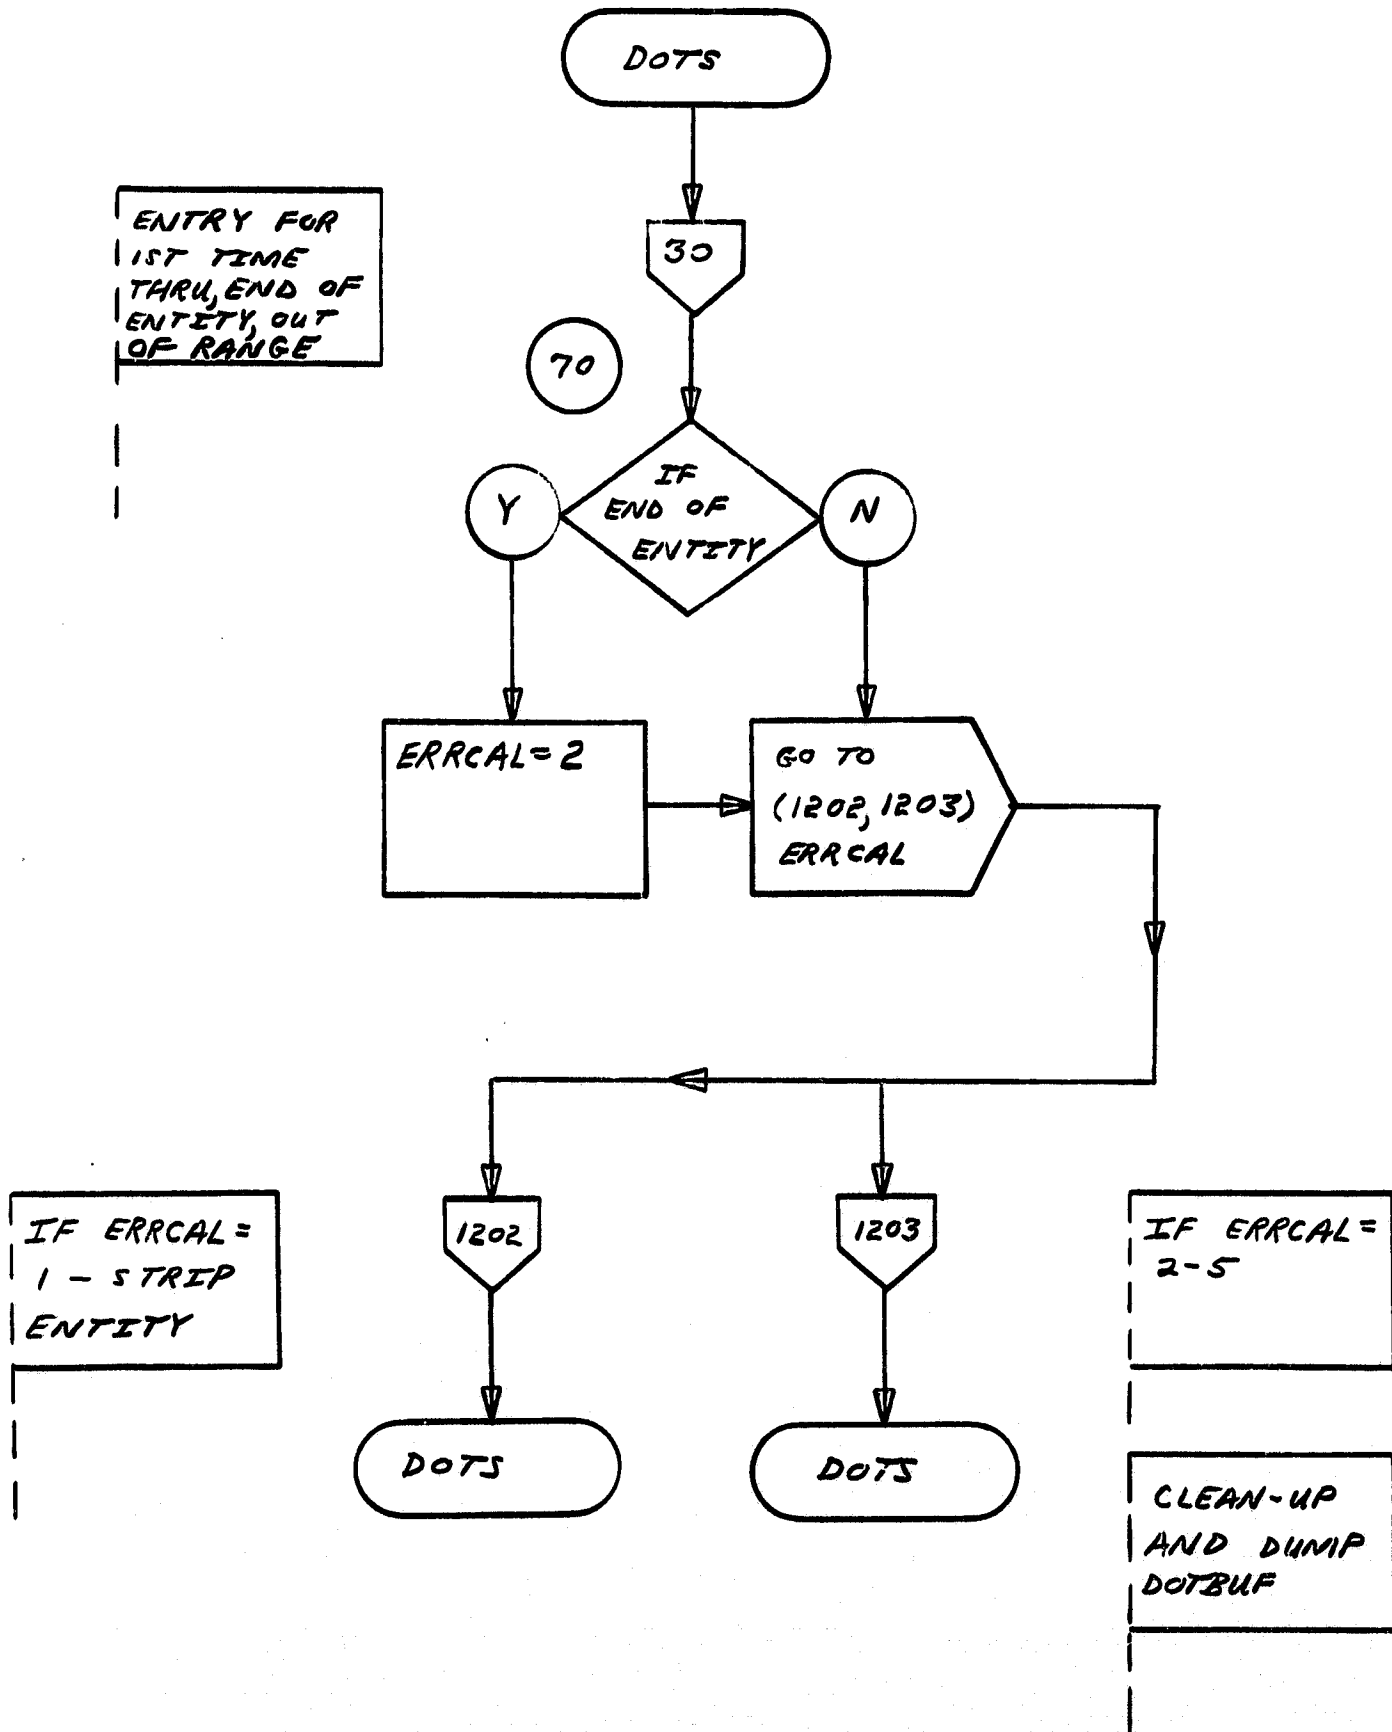 DOTS
ENTRY FOR
1ST TIME
THRU, END OF
ENTITY, OUT
OF RANGE
30
70
Y
IF
END OF
ENTITY
N
ERRCAL=2
GO TO
(1202, 1203)
ERRCAL
IF ERRCAL=
1 - STRIP
ENTITY
1202
1203
IF ERRCAL=
2-5
DOTS
DOTS
CLEAN-UP
AND DUMP
DOTBUF